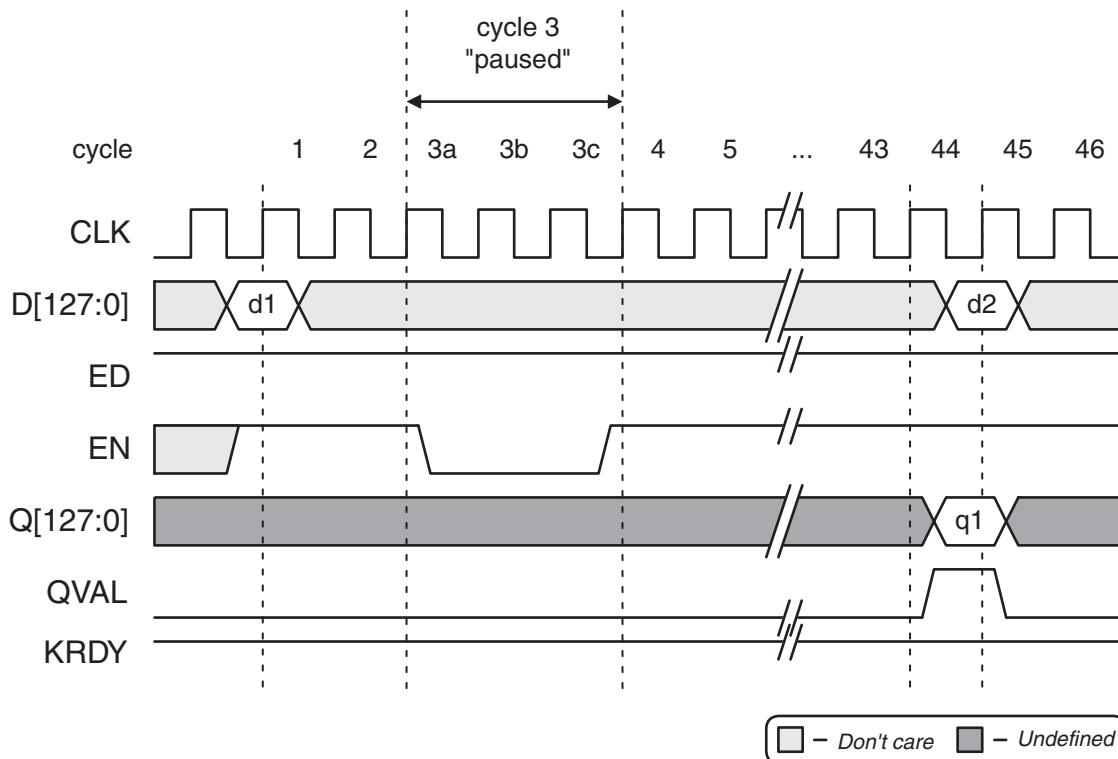 cycle 3
"paused"
cycle 1 2 3a 3b 3c 4 5 ... 43 44 45 46
CLK
D[127:0] d1 d2
ED
EN
Q[127:0] q1
QVAL
KRDY
– Don't care – Undefined